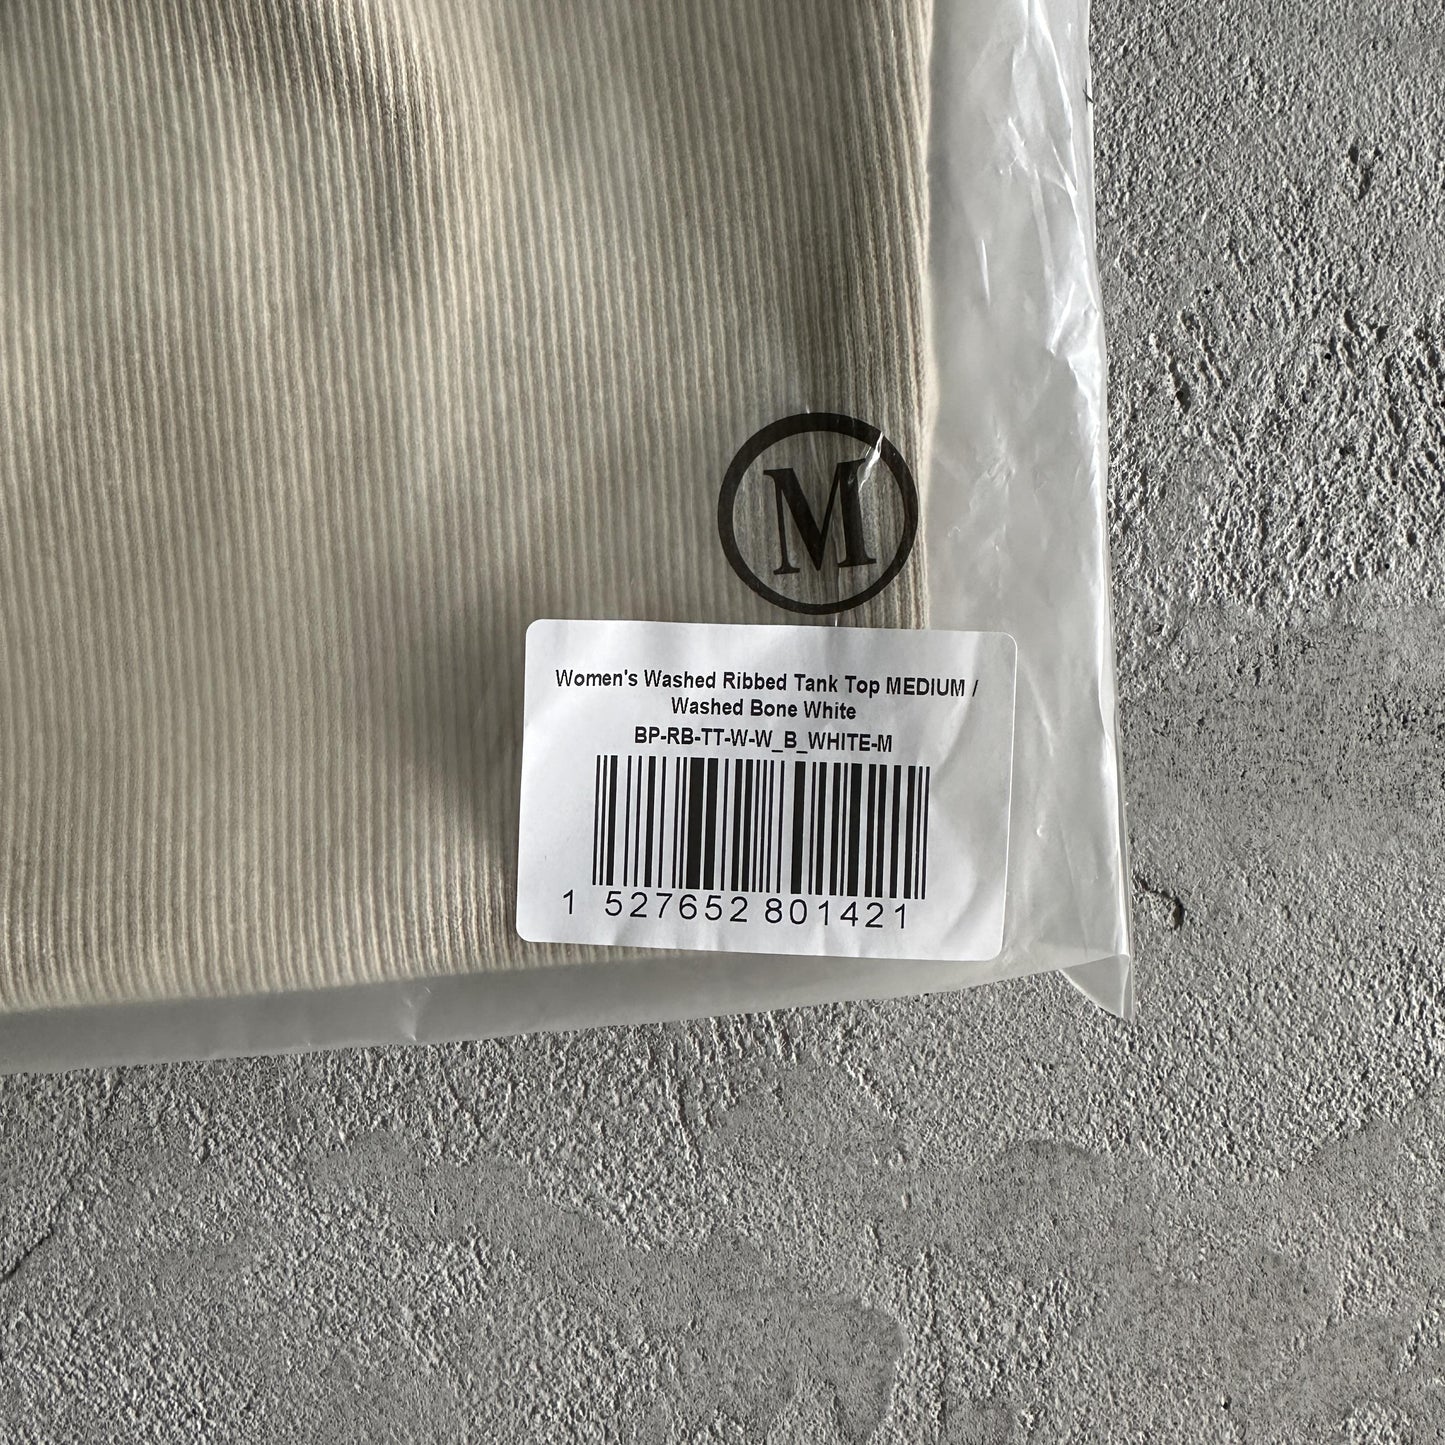 M
Women's Washed Ribbed Tank Top MEDIUM /
Washed Bone White
BP-RB-TT-W-W_B_WHITE-M
1 527652 801421